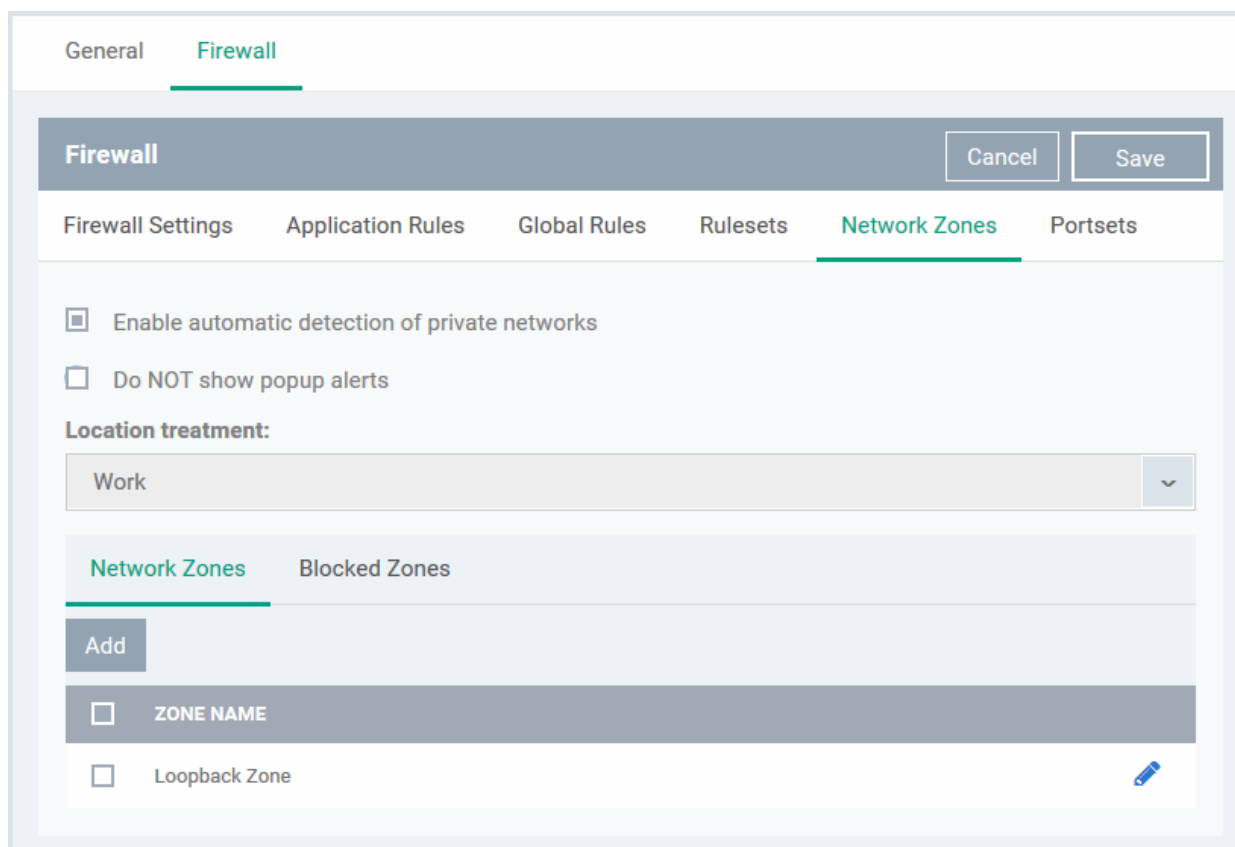 General Firewall
Firewall Cancel Save
Firewall Settings Application Rules Global Rules Rulesets Network Zones Portsets
Enable automatic detection of private networks
Do NOT show popup alerts
Location treatment:
Work
Network Zones Blocked Zones
Add
ZONE NAME
Loopback Zone